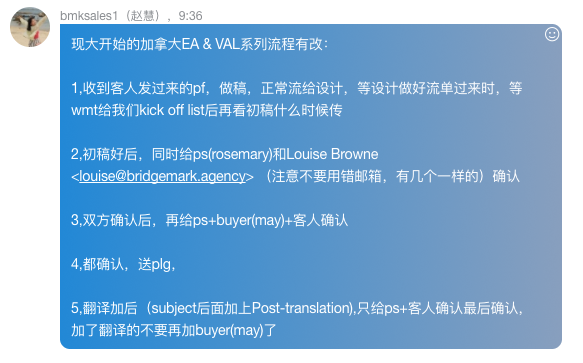 bmksales1（赵慧）, 9:36
现大开始的加拿大EA & VAL系列流程有改：
1,收到客人发过来的pf，做稿，正常流给设计，等设计做好流单过来时，等
wmt给我们kick off list后再看初稿什么时候传
2,初稿好后，同时给ps(rosemary)和Louise Browne
<louise@bridgemark.agency> （注意不要用错邮箱，有几个一样的）确认
3,双方确认后，再给ps+buyer(may)+客人确认
4,都确认，送plg,
5,翻译加后（subject后面加上Post-translation),只给ps+客人确认最后确认,
加了翻译的不要再加buyer(may)了